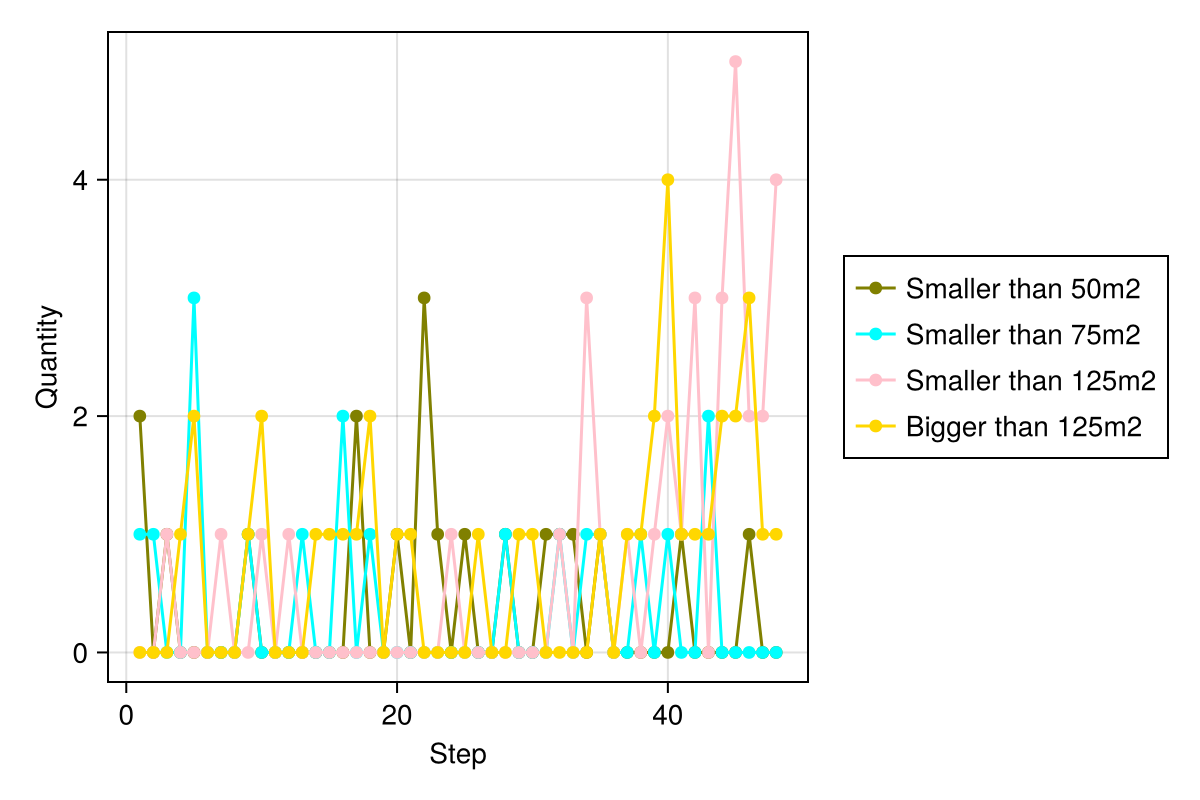 4
2
0
0 20 40
Quantity
Step
Smaller than 50m2
Smaller than 75m2
Smaller than 125m2
Bigger than 125m2